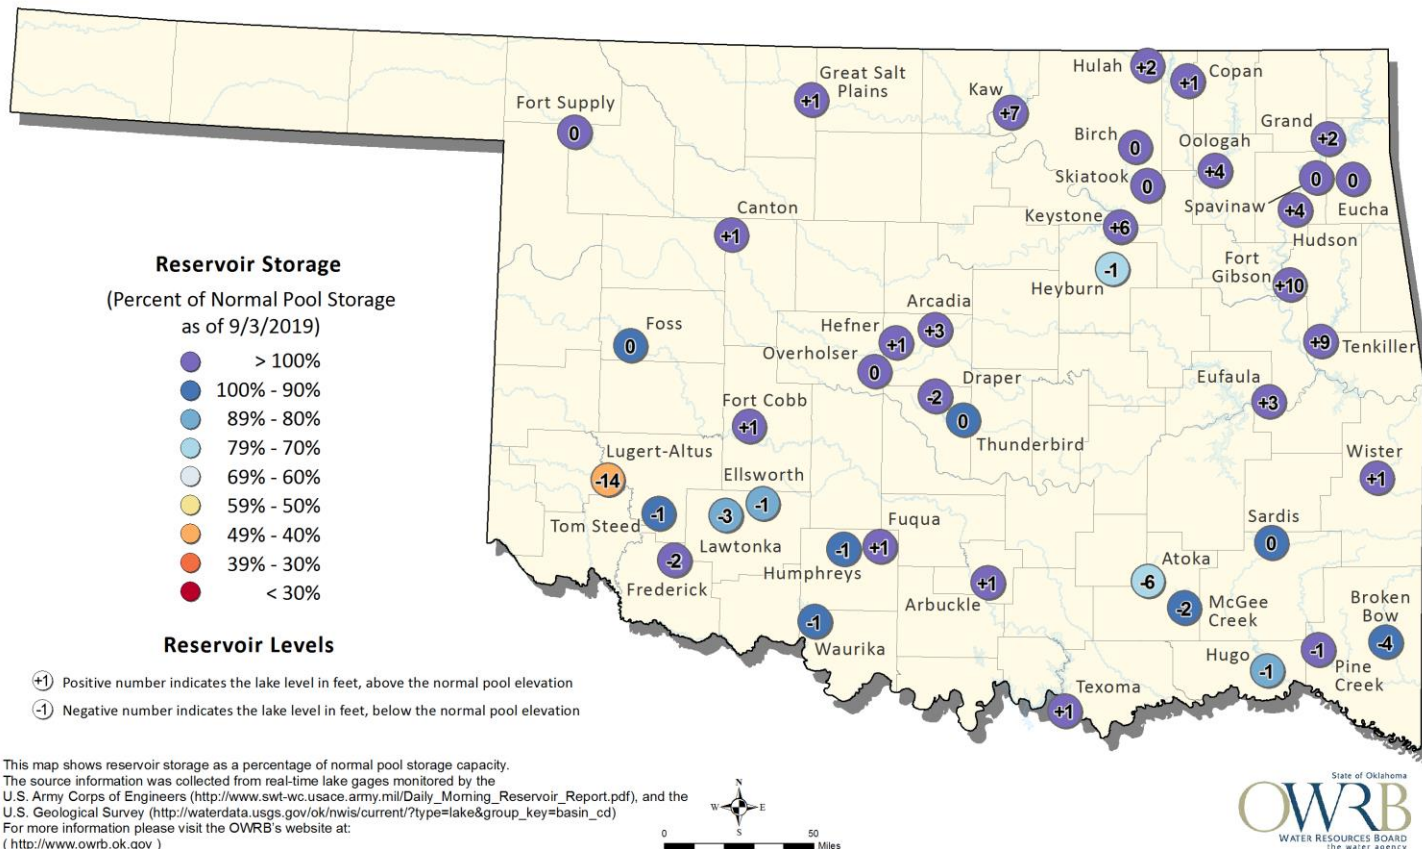 Hulah
+2
+1
Copan
Great Salt
Plains
+1
Kaw
+7
Fort Supply
0
Birch
0
Oologah
+4
Grand
+2
Skiatook
0
0
0
Spavinaw
+4
Eucha
Hudson
Canton
+1
Keystone
+6
-1
Heyburn
Fort
Gibson
+10
Reservoir Storage
(Percent of Normal Pool Storage
as of 9/3/2019)
> 100%
100% - 90%
89% - 80%
79% - 70%
69% - 60%
59% - 50%
49% - 40%
39% - 30%
< 30%
Foss
0
Arcadia
+3
Hefner
+1
Overholser
0
+9
Tenkiller
Draper
-2
0
Thunderbird
Eufaula
+3
Fort Cobb
+1
Lugert-Altus
-14
Ellsworth
-1
-3
Lawtonka
Tom Steed
-1
-2
Frederick
Wister
+1
Sardis
0
Fuqua
-1
+1
Humphreys
Arbuckle
+1
Atoka
-6
-2
McGee
Creek
Broken
Bow
-4
-1
Waurika
Hugo
-1
-1
Pine
Creek
Texoma
+1
Reservoir Levels
+1 Positive number indicates the lake level in feet, above the normal pool elevation
-1 Negative number indicates the lake level in feet, below the normal pool elevation
This map shows reservoir storage as a percentage of normal pool storage capacity.
The source information was collected from real-time lake gages monitored by the
U.S. Army Corps of Engineers (http://www.swt-wc.usace.army.mil/Daily_Morning_Reservoir_Report.pdf), and the
U.S. Geological Survey (http://waterdata.usgs.gov/ok/nwis/current/?type=lake&group_key=basin_cd)
For more information please visit the OWRB's website at:
( http://www.owrb.ok.gov )
N
W E
S
0 50
Miles
State of Oklahoma
OWRB
WATER RESOURCES BOARD
the water agency